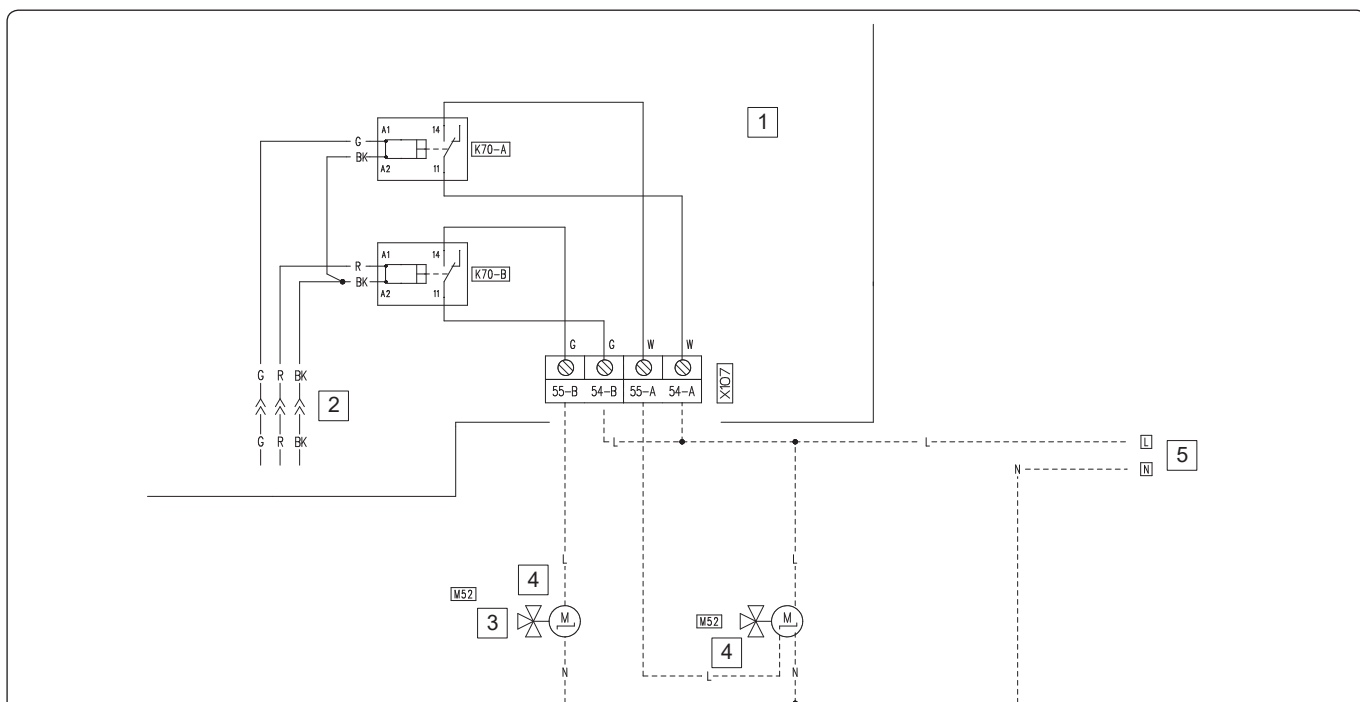 1
A1 14
G
BK
K70-A
A2 11
A1 14
R
BK
K70-B
A2 11
G G W W
55-B 54-B 55-A 54-A
X107
G R BK
2
G R BK
L L L
N N
5
L L
4
M52 M
3
M52 M
4
N L N